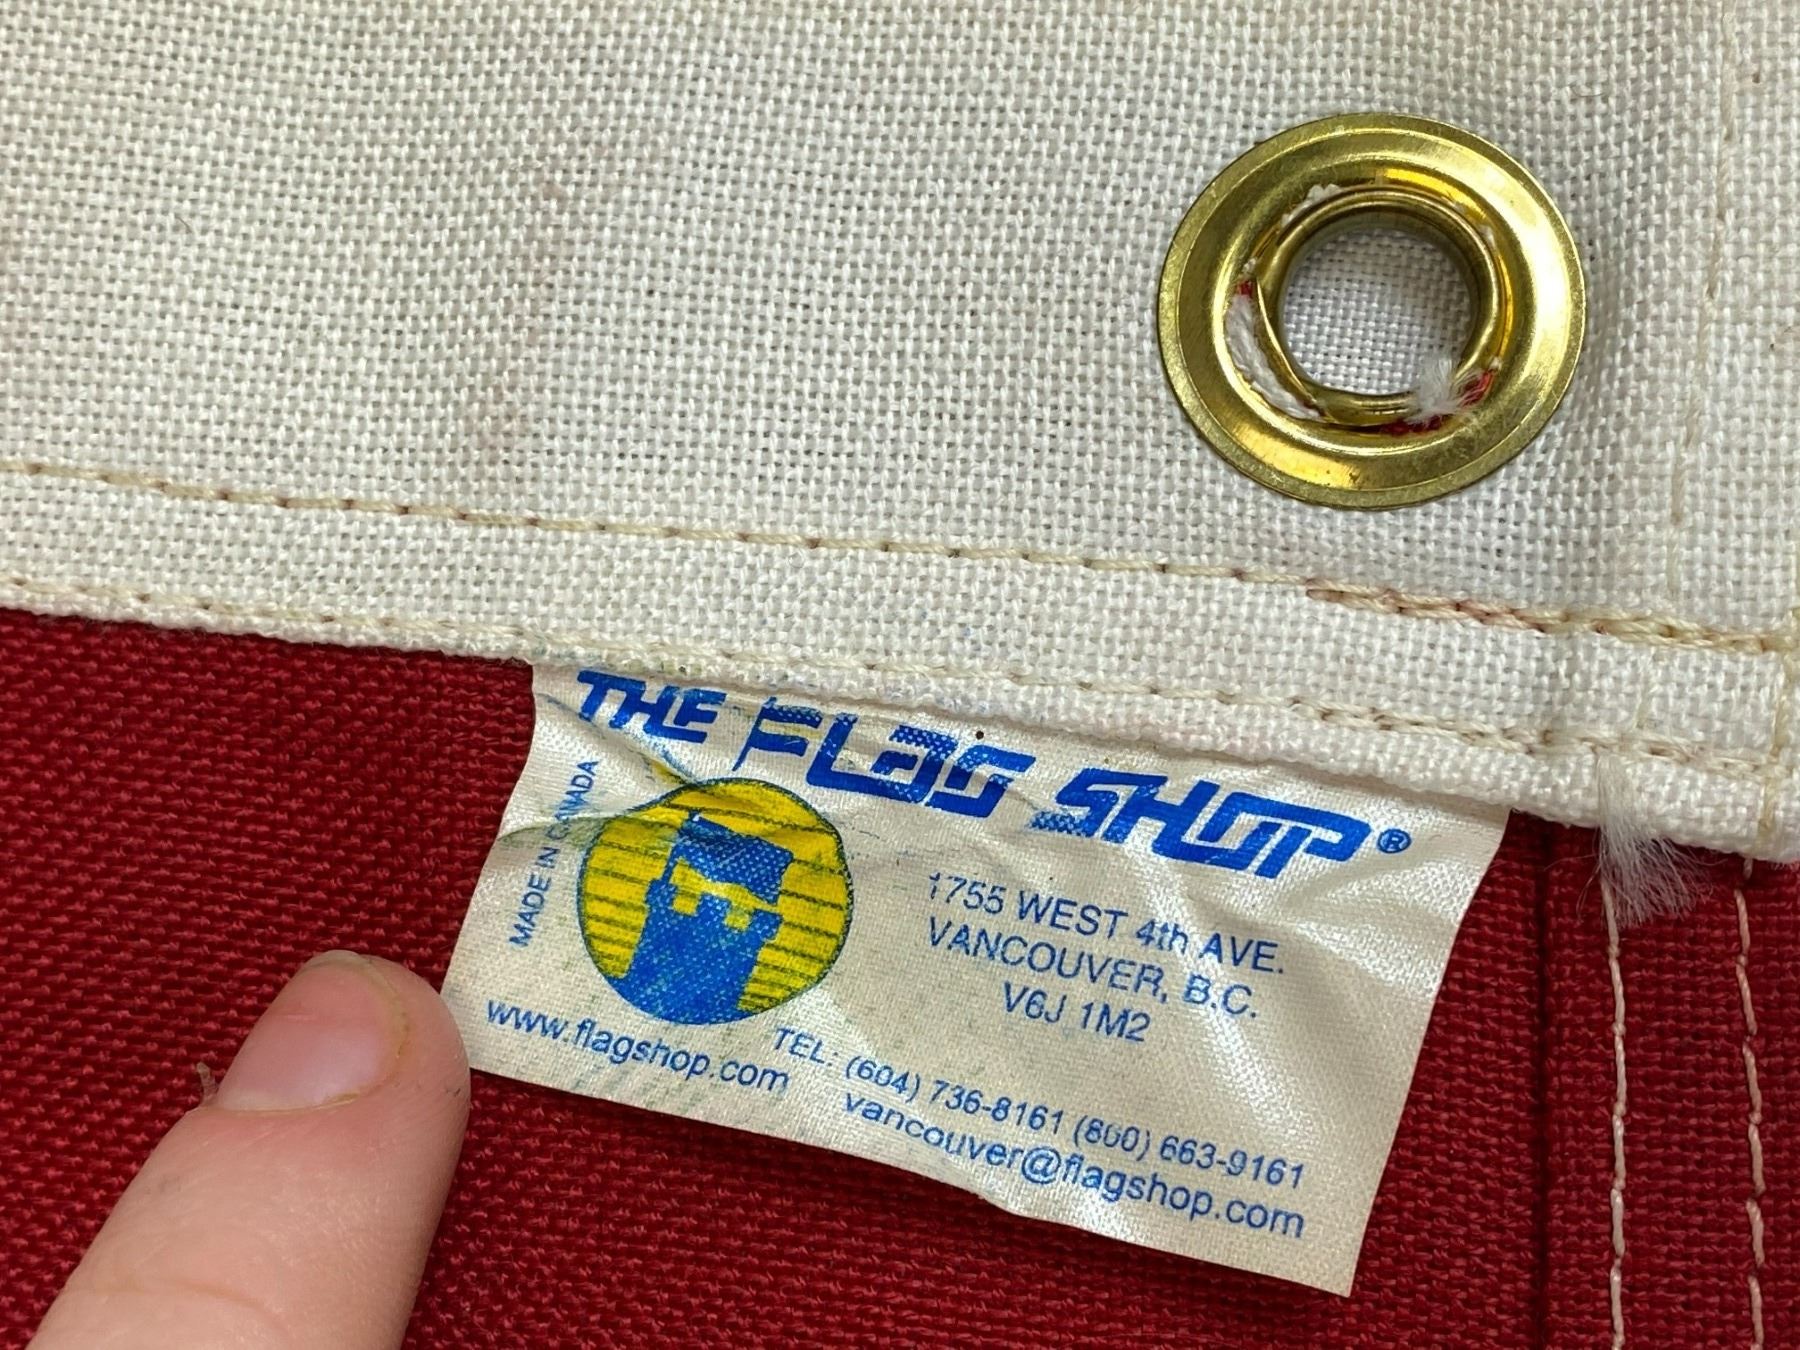 THE FLAG SHOP®
MADE IN CANADA
1755 WEST 4th AVE.
VANCOUVER, B.C.
V6J 1M2
www.flagshop.com
TEL: (604) 736-8161 (800) 663-9161
vancouver@flagshop.com